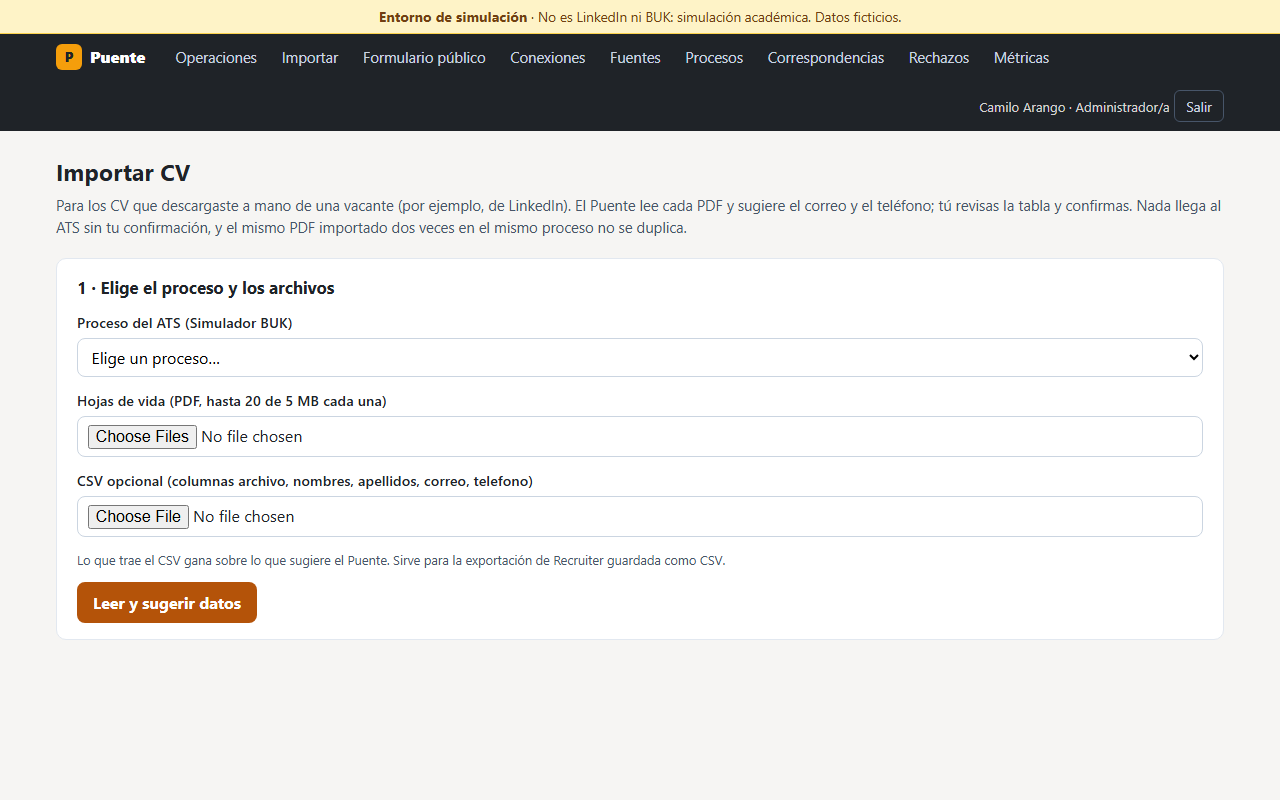 Entorno de simulación · No es LinkedIn ni BUK: simulación académica. Datos ficticios.
P Puente Operaciones Importar Formulario público Conexiones Fuentes Procesos Correspondencias Rechazos Métricas
Camilo Arango · Administrador/a Salir
Importar CV
Para los CV que descargaste a mano de una vacante (por ejemplo, de LinkedIn). El Puente lee cada PDF y sugiere el correo y el teléfono; tú revisas la tabla y confirmas. Nada llega al
ATS sin tu confirmación, y el mismo PDF importado dos veces en el mismo proceso no se duplica.
1 · Elige el proceso y los archivos
Proceso del ATS (Simulador BUK)
Elige un proceso...
Hojas de vida (PDF, hasta 20 de 5 MB cada una)
Choose Files No file chosen
CSV opcional (columnas archivo, nombres, apellidos, correo, telefono)
Choose File No file chosen
Lo que trae el CSV gana sobre lo que sugiere el Puente. Sirve para la exportación de Recruiter guardada como CSV.
Leer y sugerir datos